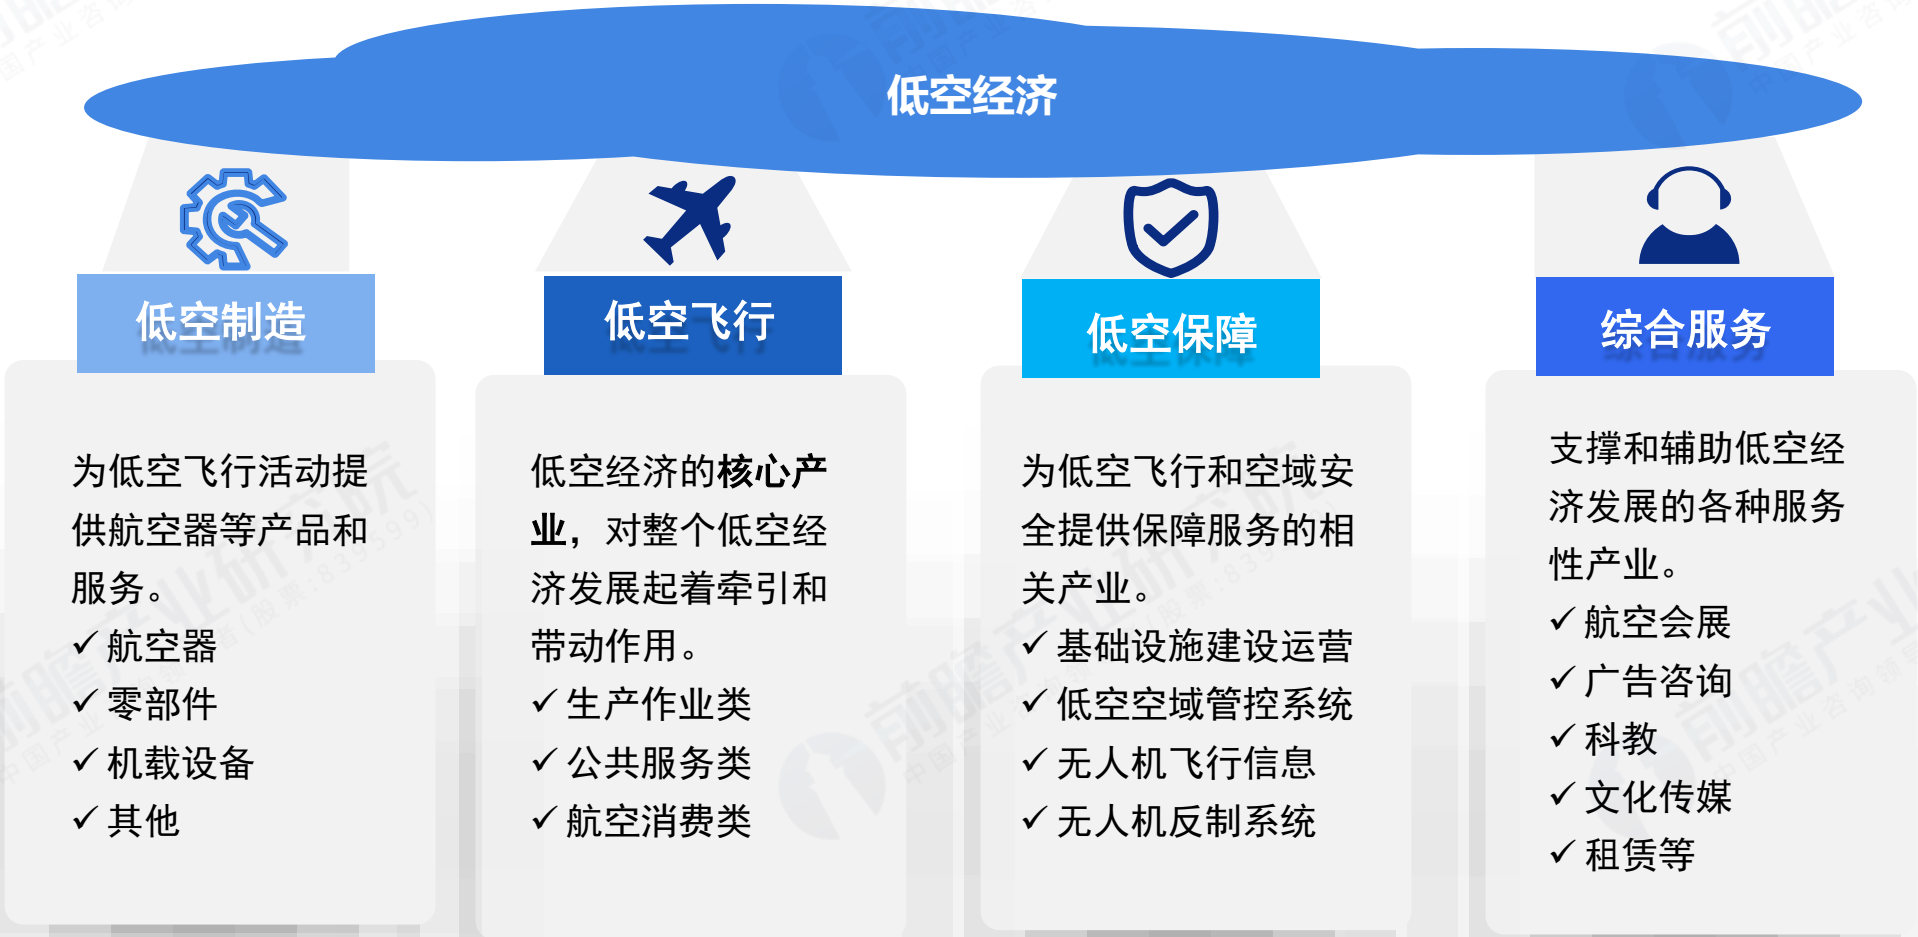 低空经济
低空制造
为低空飞行活动提
供航空器等产品和
服务。
✓航空器
✓零部件
✓机载设备
✓其他
低空飞行
低空经济的核心产
业，对整个低空经
济发展起着牵引和
带动作用。
✓生产作业类
✓公共服务类
✓航空消费类
低空保障
为低空飞行和空域安
全提供保障服务的相
关产业。
✓基础设施建设运营
✓低空空域管控系统
✓无人机飞行信息
✓无人机反制系统
综合服务
支撑和辅助低空经
济发展的各种服务
性产业。
✓航空会展
✓广告咨询
✓科教
✓文化传媒
✓租赁等